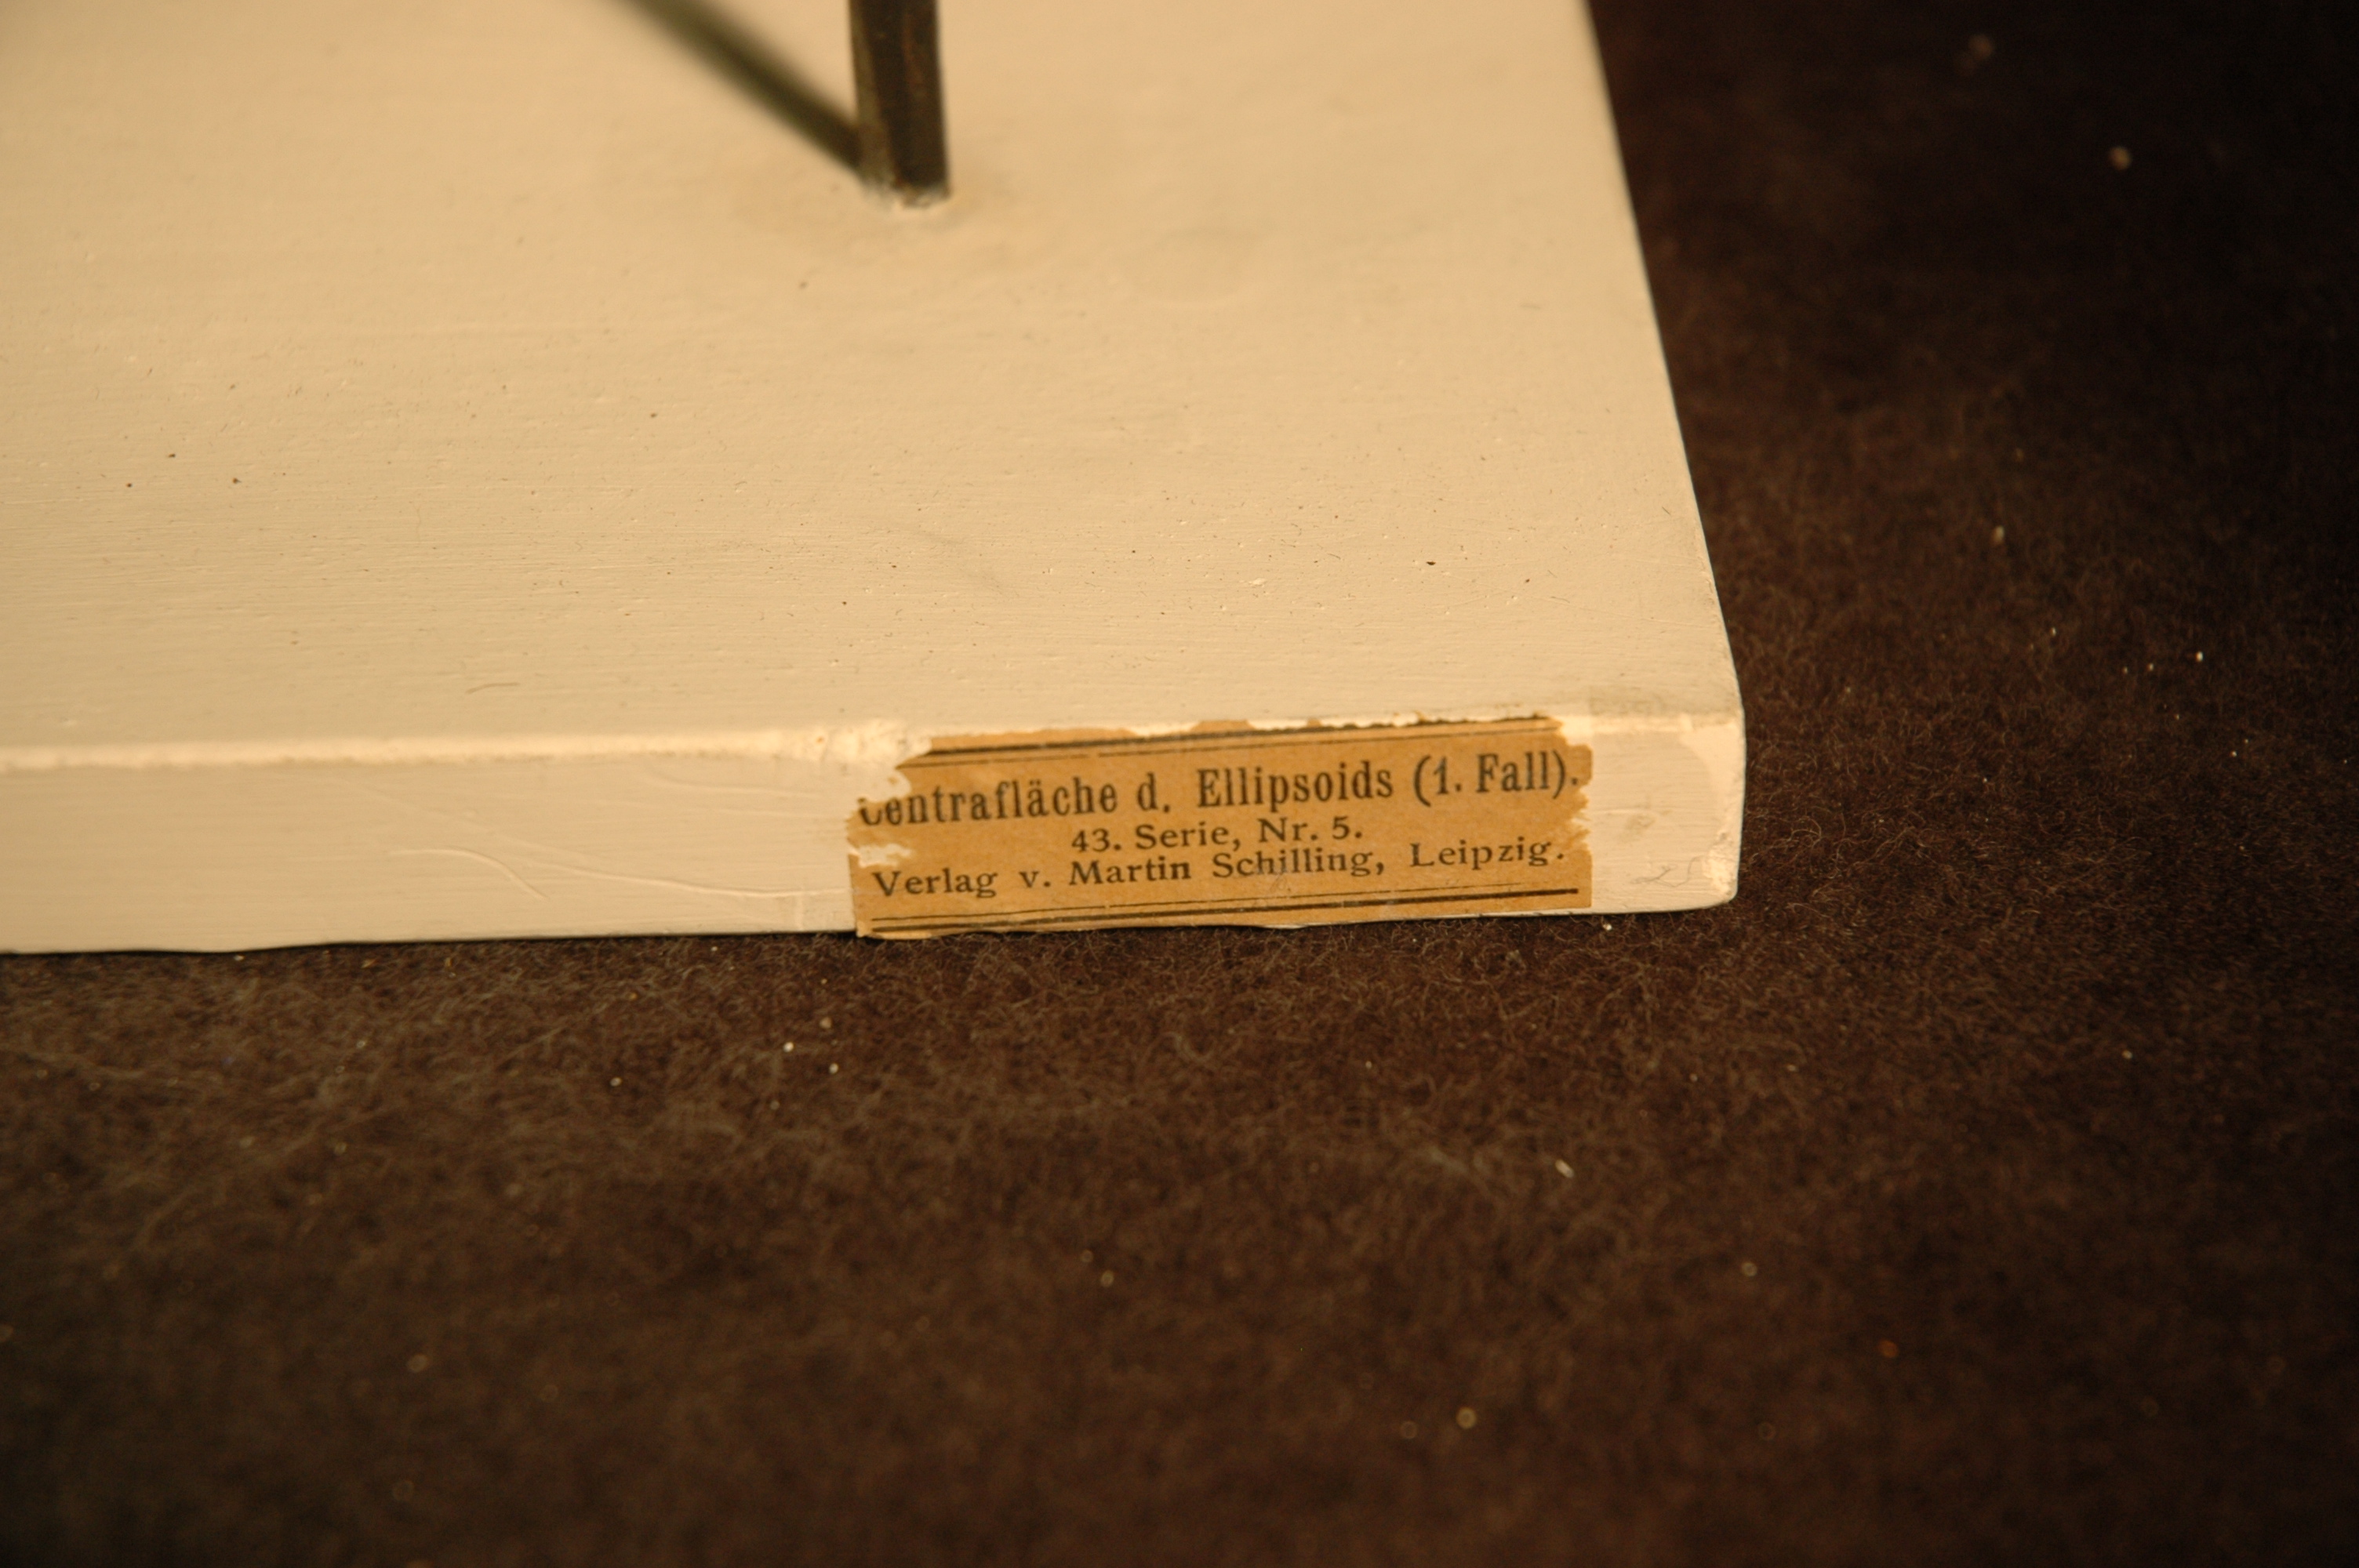 Centrafläche d. Ellipsoids (1. Fall).
43. Serie, Nr. 5.
Verlag v. Martin Schilling, Leipzig.